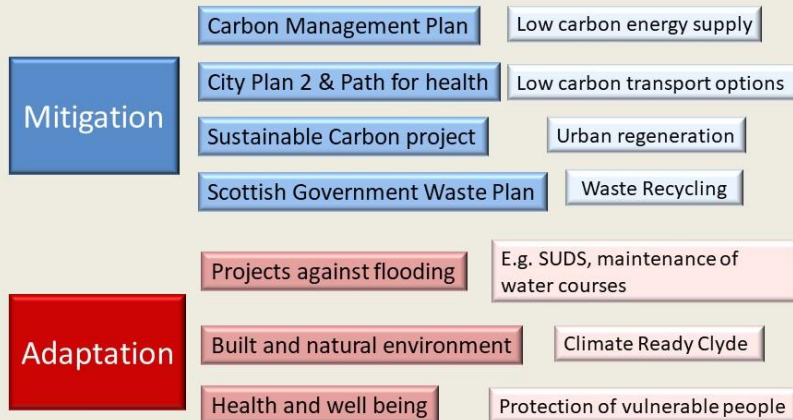 Mitigation
Carbon Management Plan
Low carbon energy supply
City Plan 2 & Path for health
Low carbon transport options
Sustainable Carbon project
Urban regeneration
Scottish Government Waste Plan
Waste Recycling
Adaptation
Projects against flooding
E.g. SUDS, maintenance of
water courses
Built and natural environment
Climate Ready Clyde
Health and well being
Protection of vulnerable people